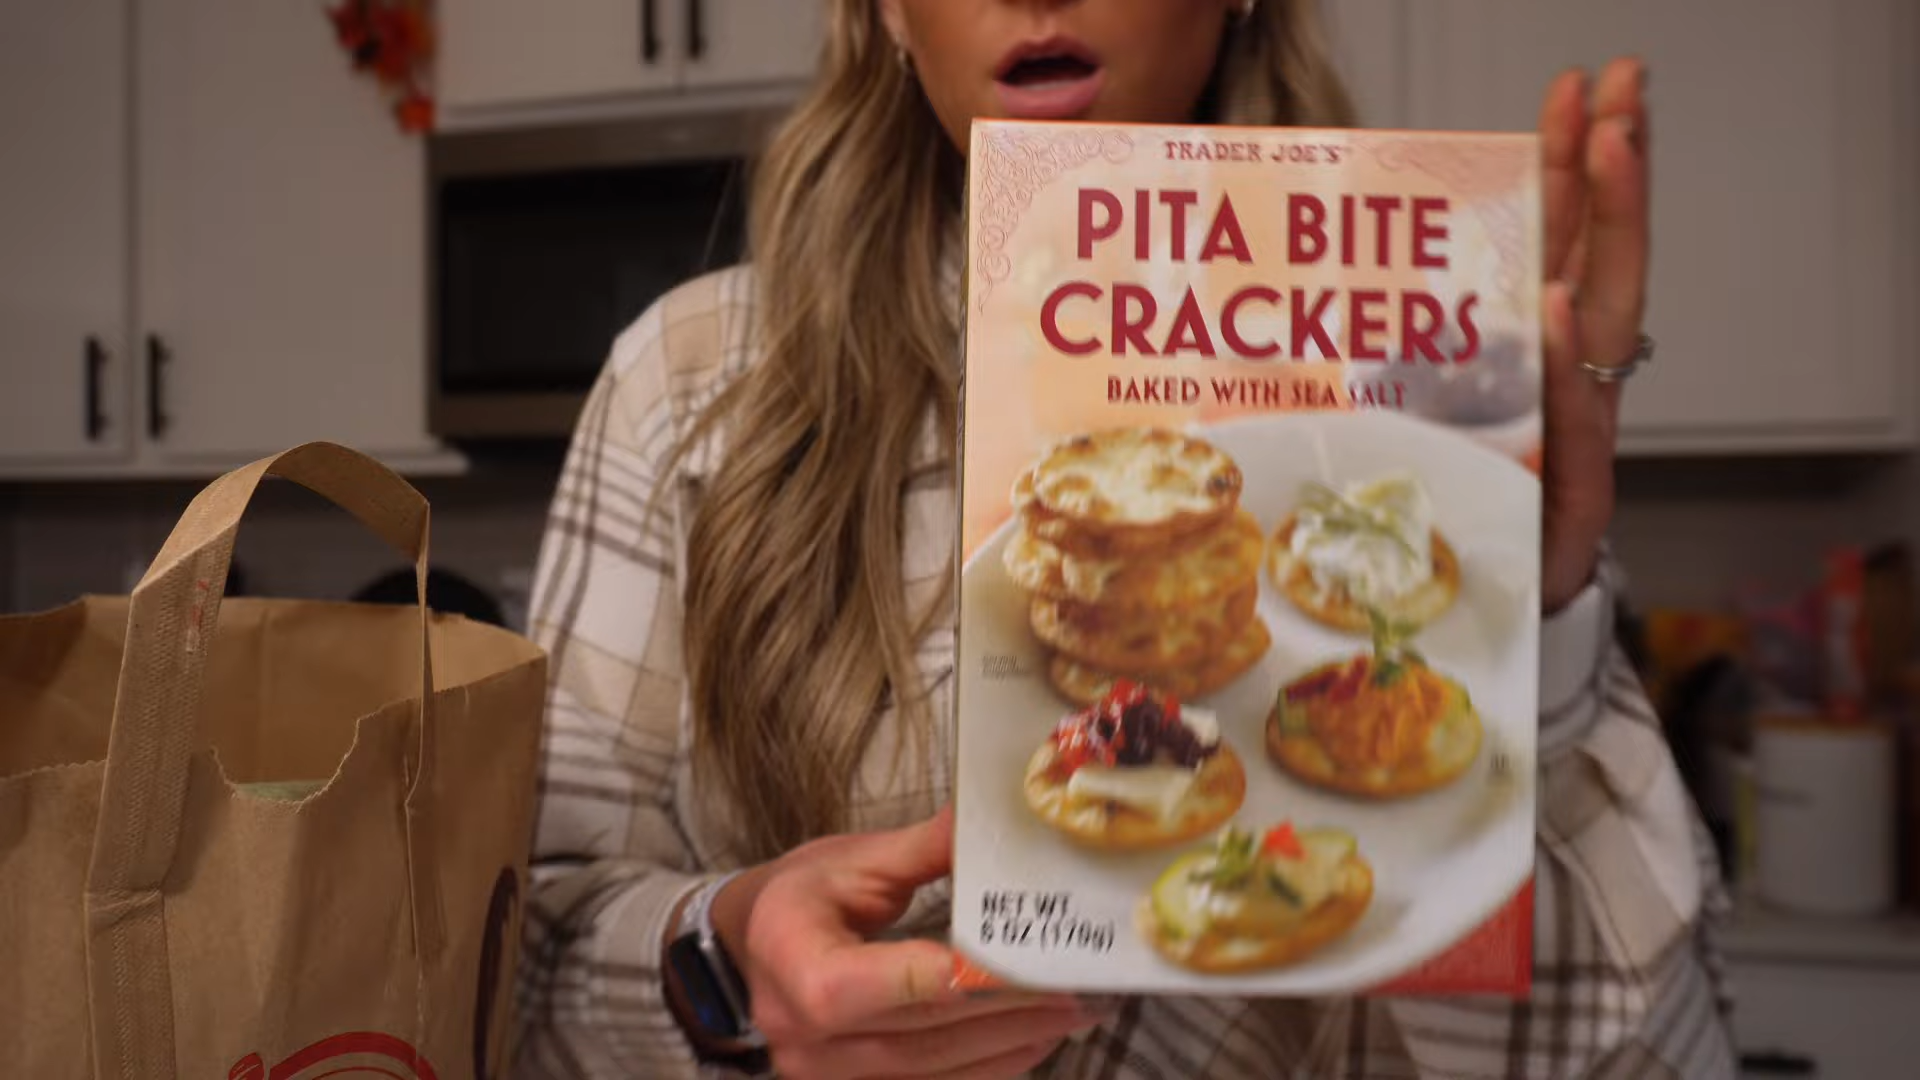 TRADER JOE'S
PITA BITE
CRACKERS
BAKED WITH SEA SALT
NET WT
6 OZ (170g)